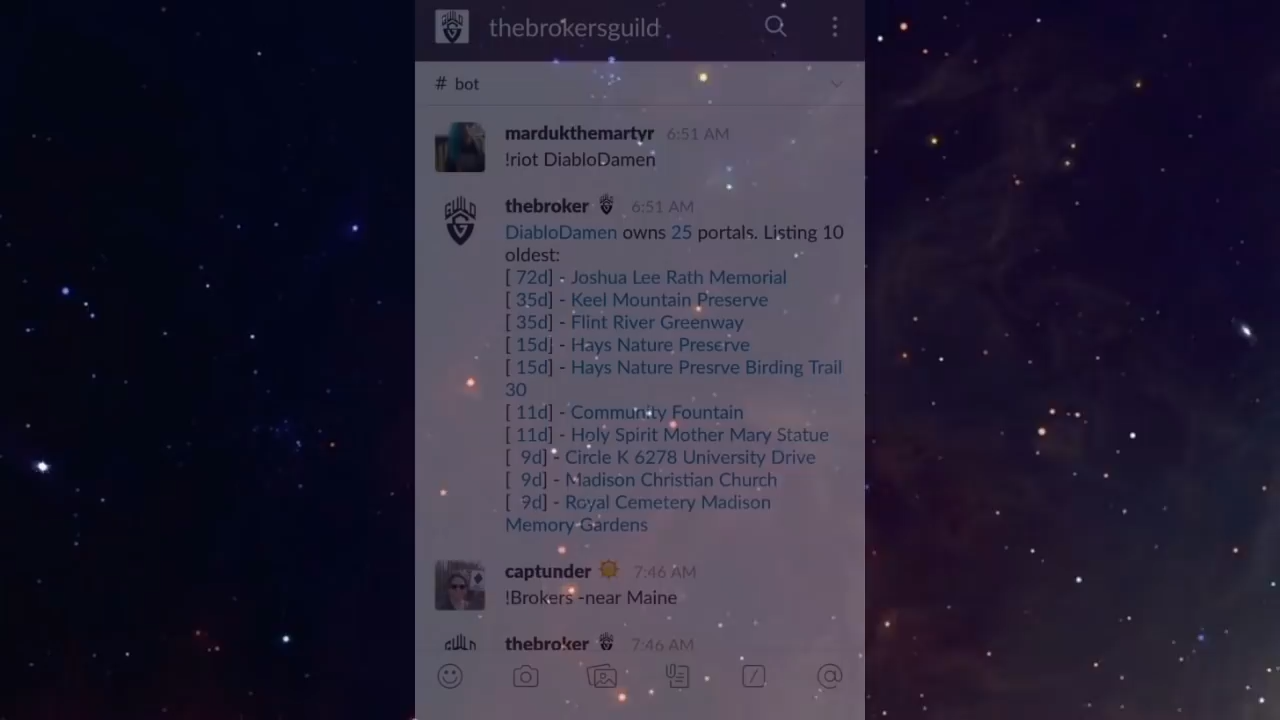 GUILD
thebrokersguild
# bot
mardukthemartyr 6:51 AM
!riot DiabloDamen
GUILD
thebroker 6:51 AM
DiabloDamen owns 25 portals. Listing 10
oldest:
[ 72d] - Joshua Lee Rath Memorial
[ 35d] - Keel Mountain Preserve
[ 35d] - Flint River Greenway
[ 15d] - Hays Nature Preserve
[ 15d] - Hays Nature Presrve Birding Trail
30
[ 11d] - Community Fountain
[ 11d] - Holy Spirit Mother Mary Statue
[ 9d] - Circle K 6278 University Drive
[ 9d] - Madison Christian Church
[ 9d] - Royal Cemetery Madison
Memory Gardens
captunder 7:46 AM
!Brokers -near Maine
thebroker 7:46 AM